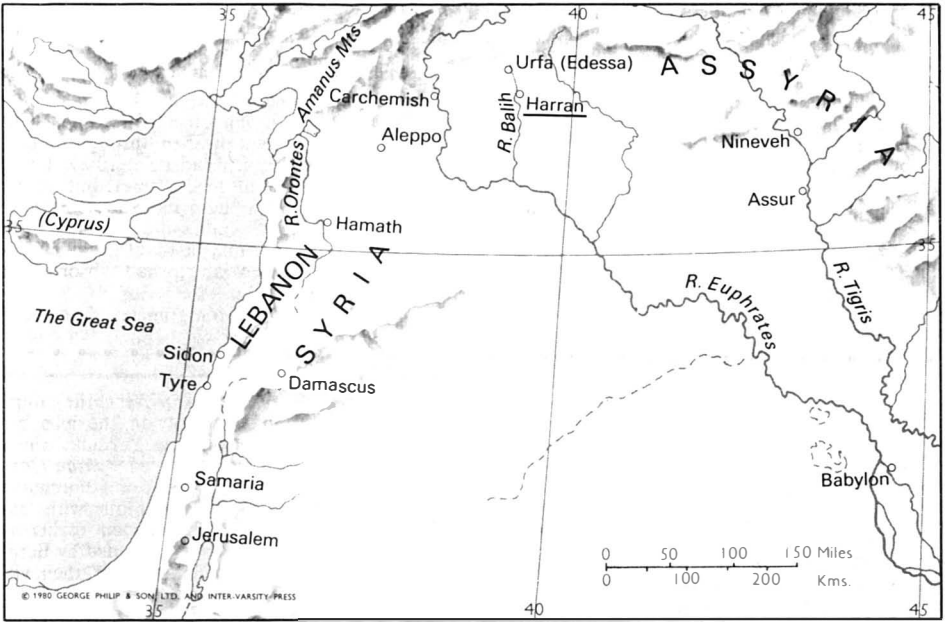 35
40
45
Amanus Mts
Urfa (Edessa)
ASSYRIA
Carchemish
R. Balih
Harran
Aleppo
Nineveh
R. Orontes
Assur
(Cyprus)
35
Hamath
35
LEBANON
SYRIA
R. Euphrates
R. Tigris
The Great Sea
Sidon
Tyre
Damascus
Samaria
Babylon
Jerusalem
0 50 100 150 Miles
0 100 200 Kms.
© 1980 GEORGE PHILIP & SON, LTD. AND INTER-VARSITY PRESS
35
40
45